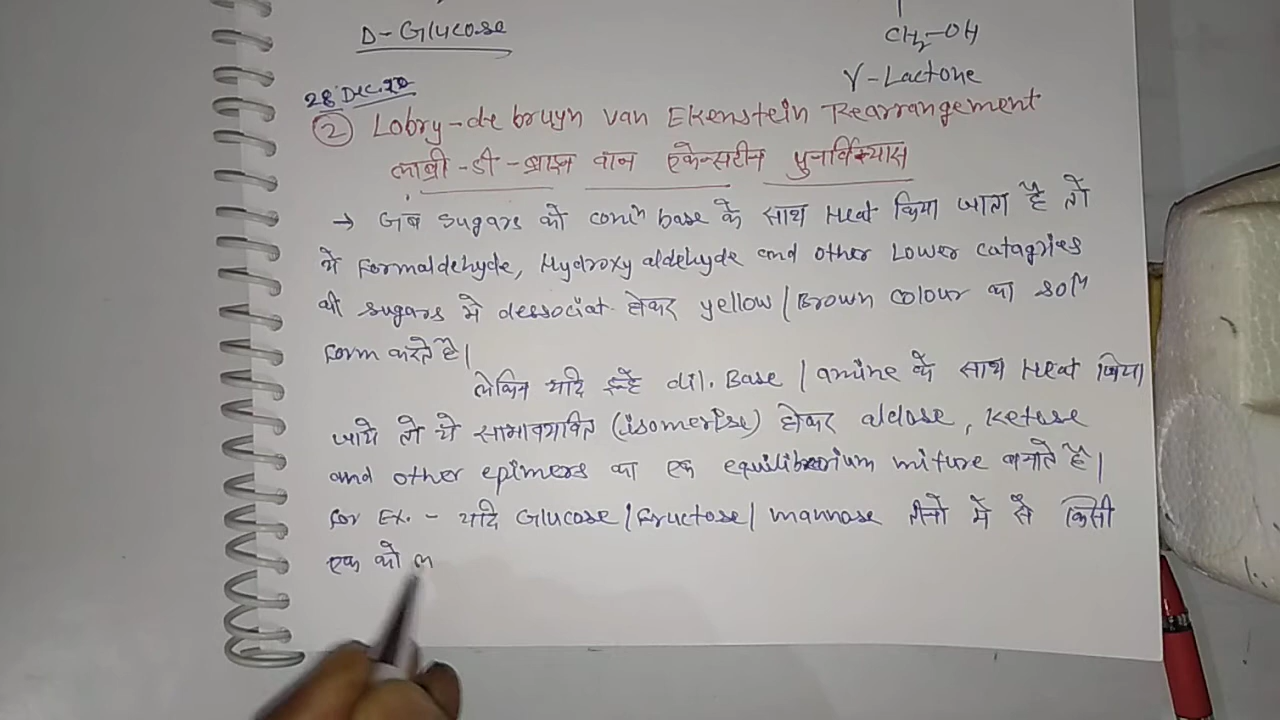 D-Glucose
CH2-OH
γ-Lactone
28 Dec. 20
② Lobry-de bruyn van Ekenstein Rearrangement
लाब्री-डी-ब्राइन वान एकेन्सटीन पुनर्विन्यास
→ जब sugars को concn base के साथ Heat किया जाता है तो
ये Formaldehyde, Hydroxy aldehyde and other Lower catagries
की sugars मे dessociat होकर yellow/Brown colour का soln
form करते है।
लेकिन यदि इन्हे dil. Base / amine के साथ Heat किया
जाये तो ये समावयवित (isomerise) होकर aldose, Ketose
and other epimers का एक equilibrium miture बनाते है।
For Ex. - यदि Glucose/Fructose/mannose तीनो में से किसी
एक को